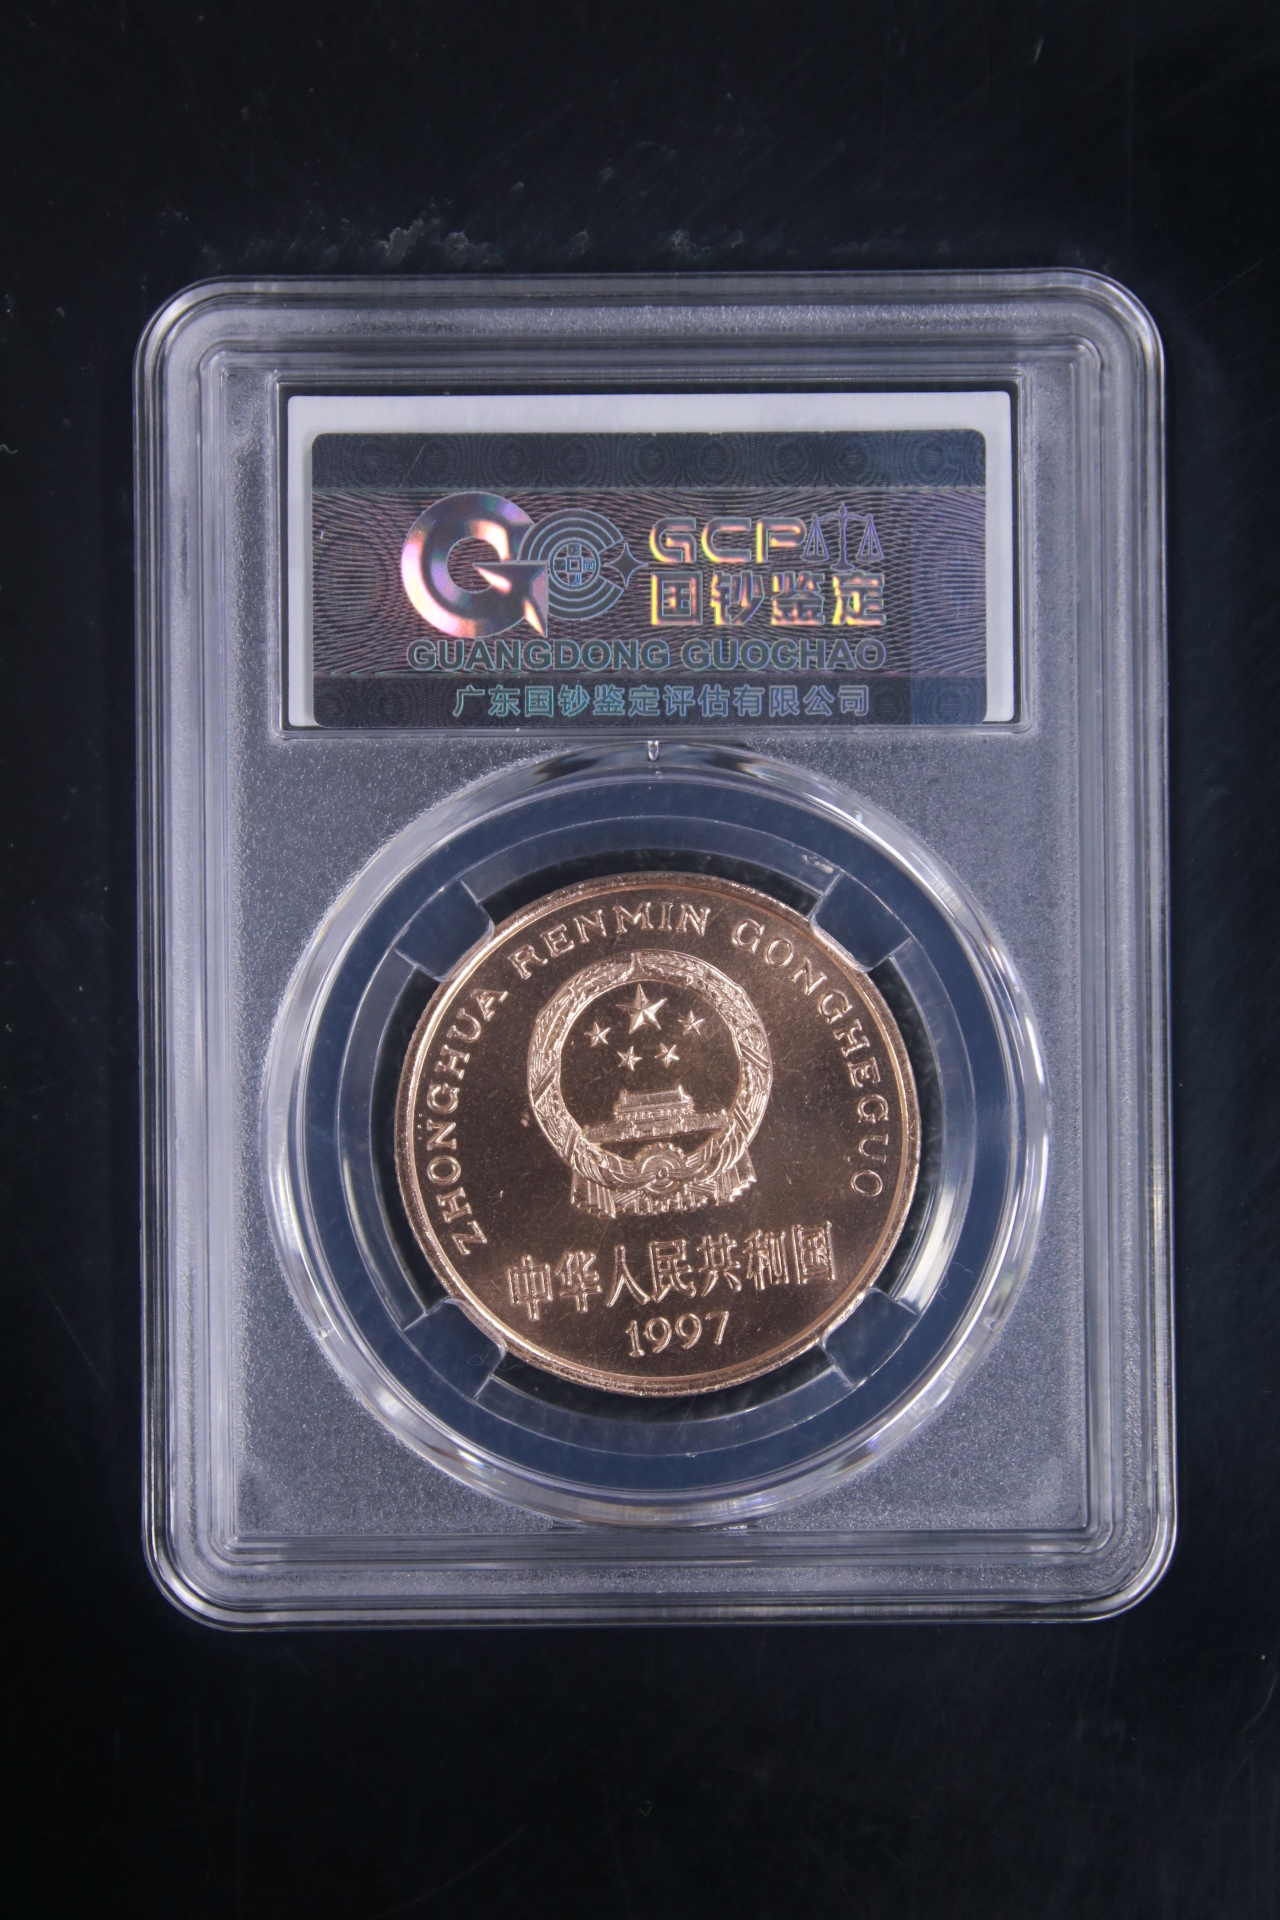 GCP
国钞鉴定
GUANGDONG GUOCHAO
广东国钞鉴定评估有限公司
ZHONGHUA RENMIN GONGHEGUO
中华人民共和国
1997